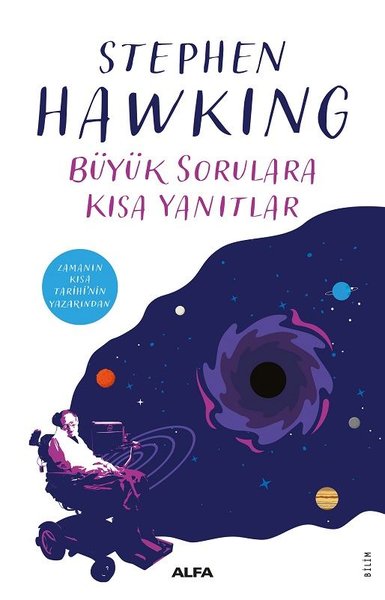 STEPHEN
HAWKING
BÜYÜK SORULARA
KISA YANITLAR
ZAMANIN
KISA
TARİHİ'NİN
YAZARINDAN
ALFA
BİLİM